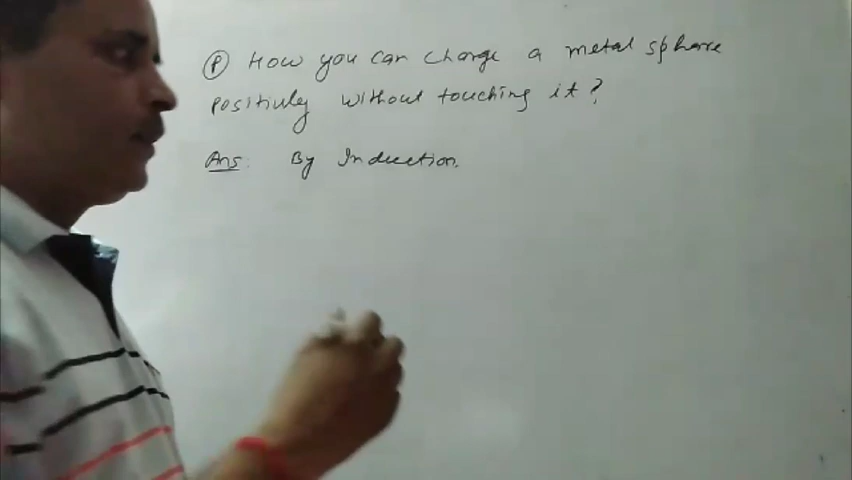 (P) How you can charge a metal sphere
positively without touching it?
Ans: By Induction.